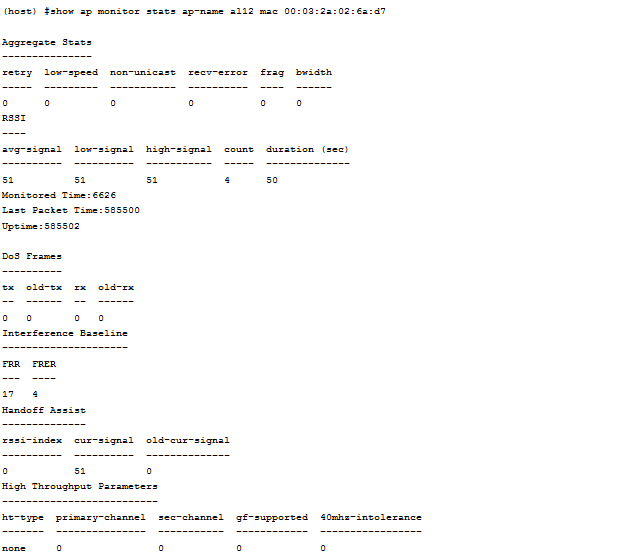 (host) #show ap monitor stats ap-name al12 mac 00:03:2a:02:6a:d7
Aggregate Stats
---------------
retry  low-speed  non-unicast  recv-error  frag  bwidth
-----  ---------  -----------  ----------  ----  ------
0      0          0            0           0     0
RSSI
----
avg-signal  low-signal  high-signal  count  duration (sec)
----------  ----------  -----------  -----  --------------
51          51          51           4      50
Monitored Time:6626
Last Packet Time:585500
Uptime:585502
DoS Frames
----------
tx  old-tx  rx  old-rx
--  ------  --  ------
0   0       0   0
Interference Baseline
---------------------
FRR  FRER
---  ----
17   4
Handoff Assist
--------------
rssi-index  cur-signal  old-cur-signal
----------  ----------  --------------
0           51          0
High Throughput Parameters
--------------------------
ht-type  primary-channel  sec-channel  gf-supported  40mhz-intolerance
-------  ---------------  -----------  ------------  -----------------
none     0                0            0             0